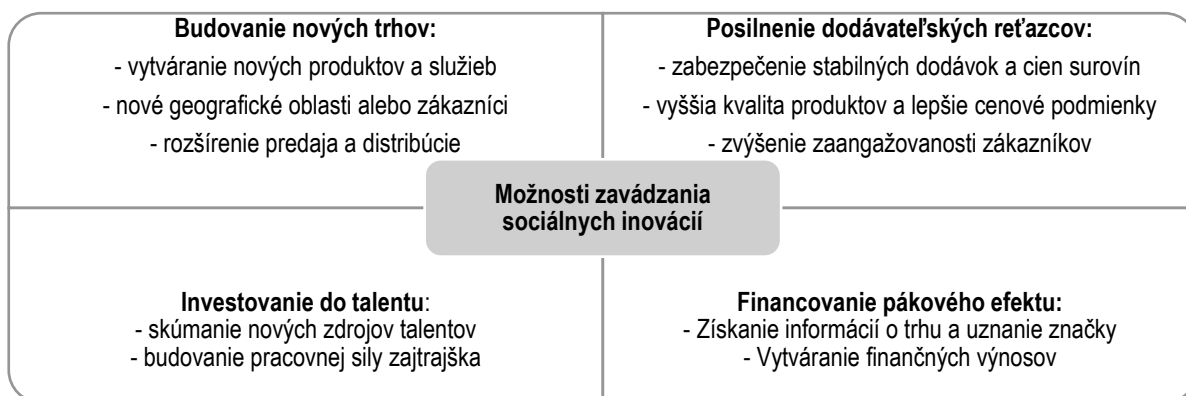 Budovanie nových trhov:
- vytváranie nových produktov a služieb
- nové geografické oblasti alebo zákazníci
- rozšírenie predaja a distribúcie
Posilnenie dodávateľských reťazcov:
- zabezpečenie stabilných dodávok a cien surovín
- vyššia kvalita produktov a lepšie cenové podmienky
- zvýšenie zaangažovanosti zákazníkov
Možnosti zavádzania
sociálnych inovácií
Investovanie do talentu:
- skúmanie nových zdrojov talentov
- budovanie pracovnej sily zajtrajška
Financovanie pákového efektu:
- Získanie informácií o trhu a uznanie značky
- Vytváranie finančných výnosov